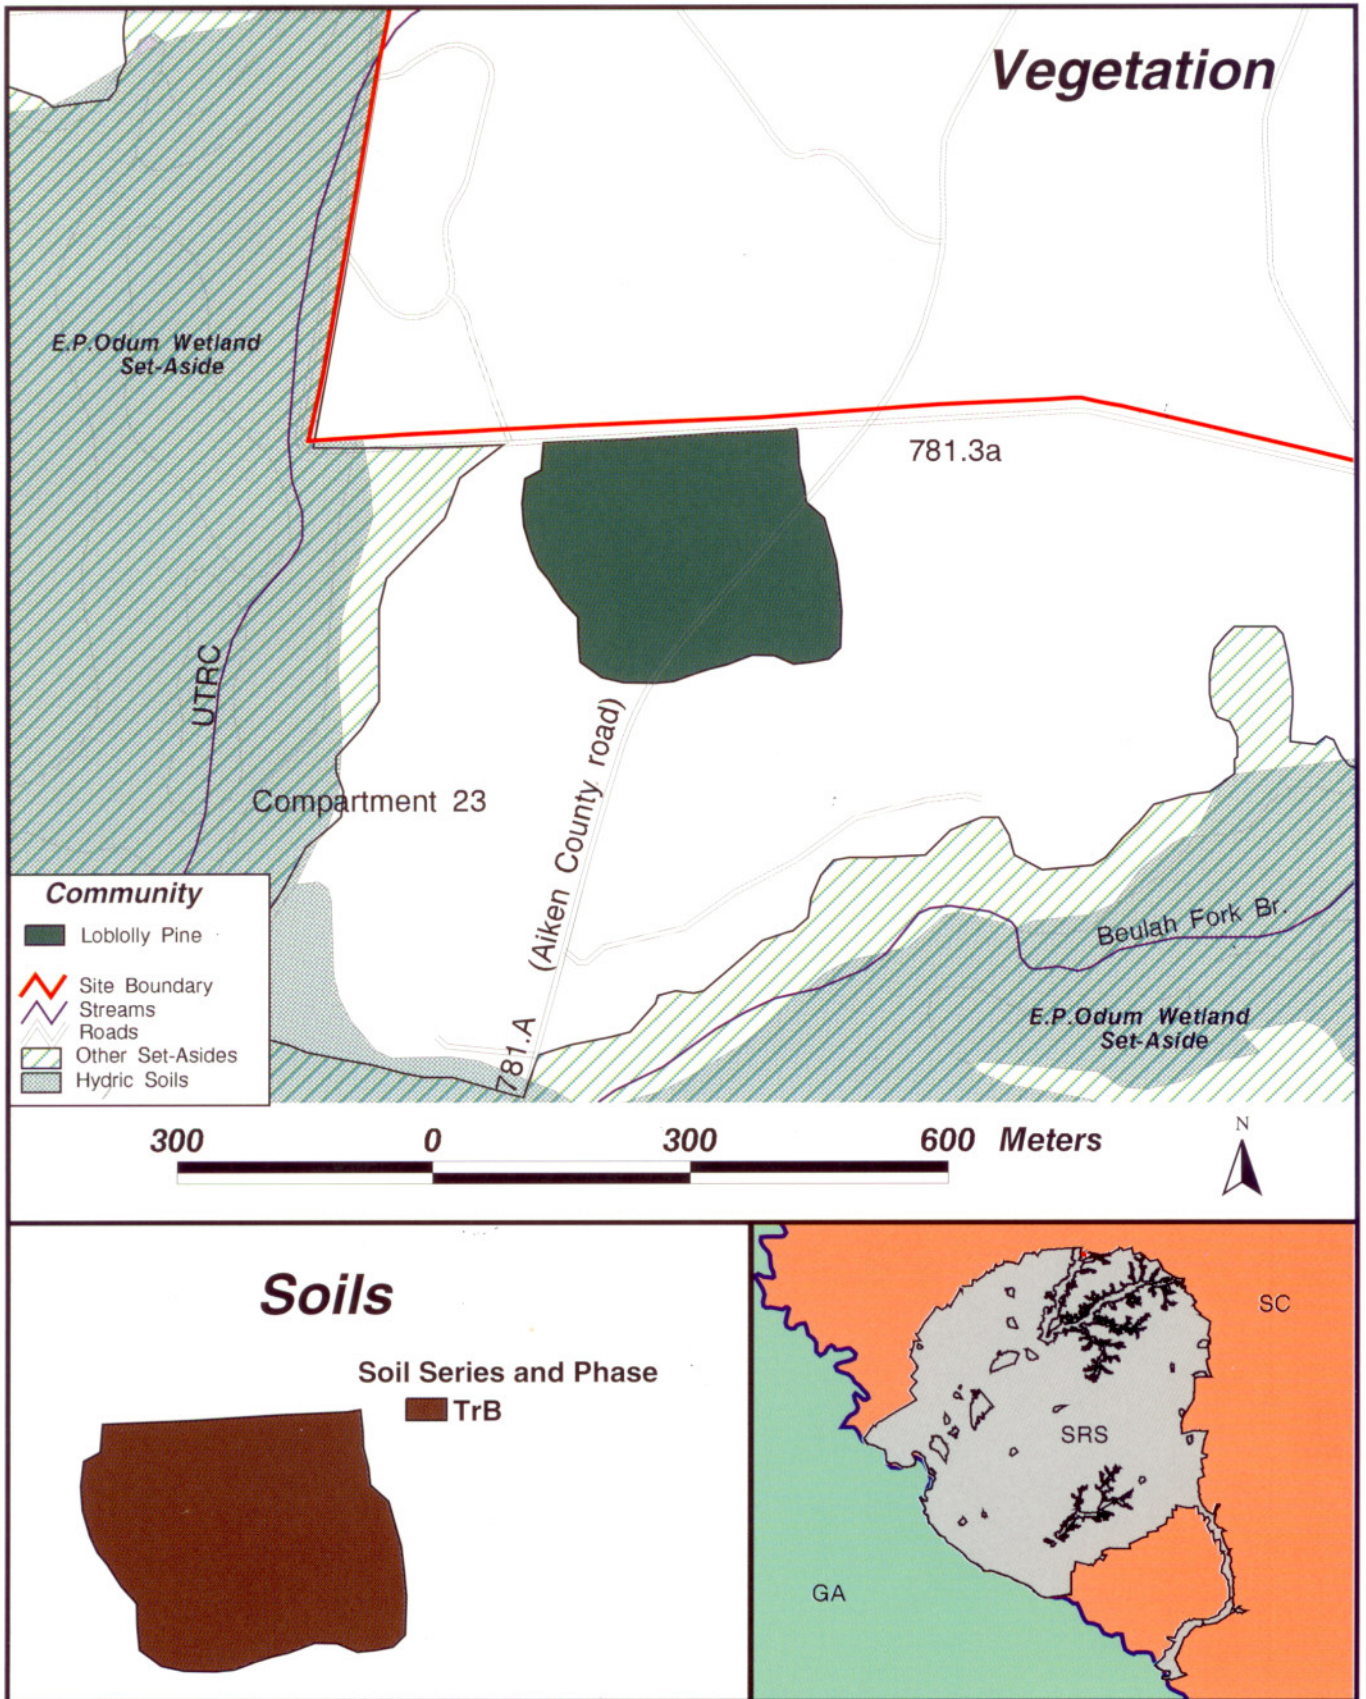 Vegetation
E.P.Odum Wetland
Set-Aside
781.3a
UTRC
Compartment 23
(Aiken County road)
781.A
Beulah Fork Br.
E.P.Odum Wetland
Set-Aside
Community
Loblolly Pine
Site Boundary
Streams
Roads
Other Set-Asides
Hydric Soils
300 0 300 600 Meters
N
Soils
Soil Series and Phase
TrB
SC
SRS
GA